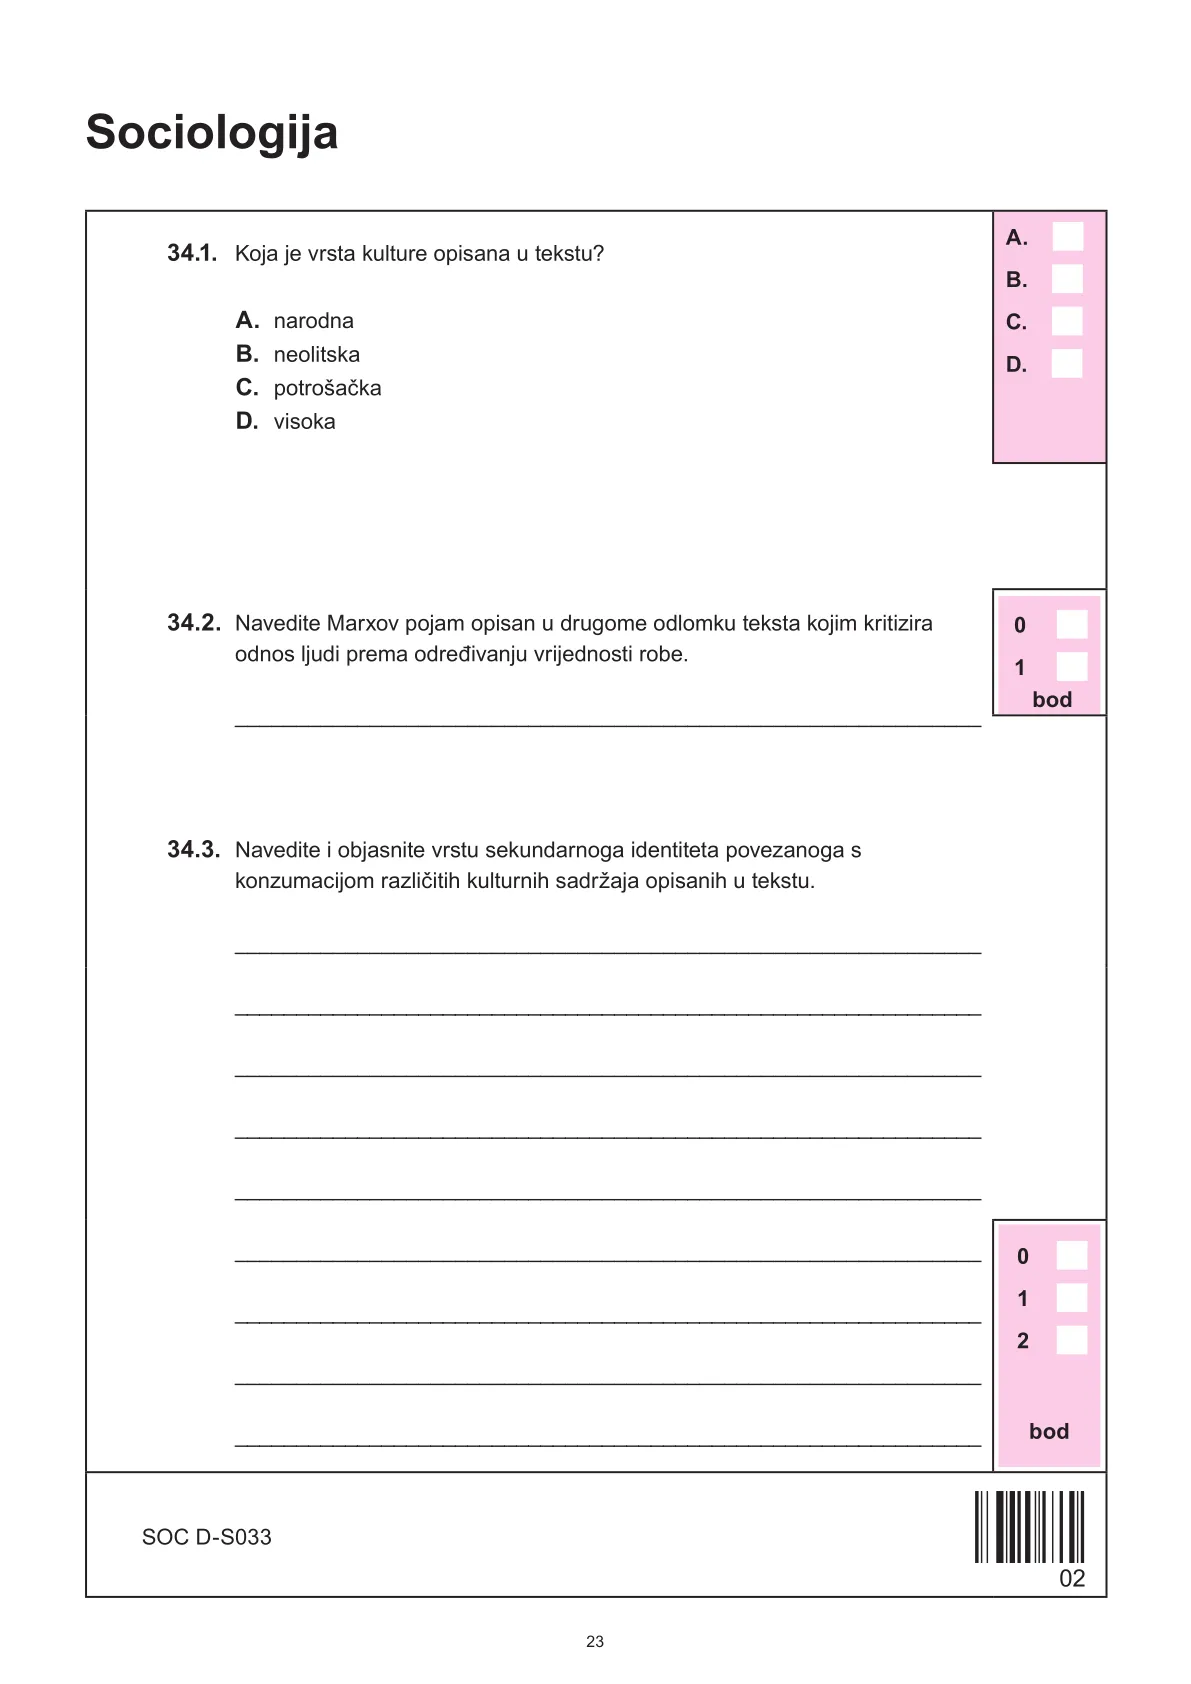 Sociologija
34.1. Koja je vrsta kulture opisana u tekstu?
A. narodna
B. neolitska
C. potrošačka
D. visoka
A.
B.
C.
D.
34.2. Navedite Marxov pojam opisan u drugome odlomku teksta kojim kritizira
odnos ljudi prema određivanju vrijednosti robe.
0
1
bod
34.3. Navedite i objasnite vrstu sekundarnoga identiteta povezanoga s
konzumacijom različitih kulturnih sadržaja opisanih u tekstu.
0
1
2
bod
SOC D-S033
02
23